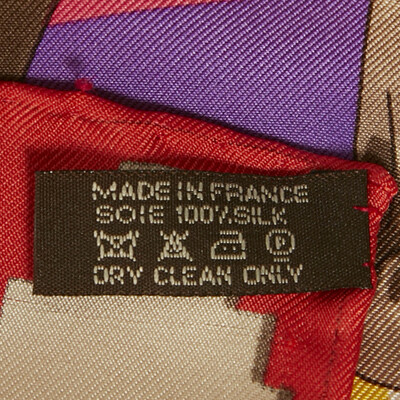 MADE IN FRANCE
SOIE 100% SILK
P
DRY CLEAN ONLY